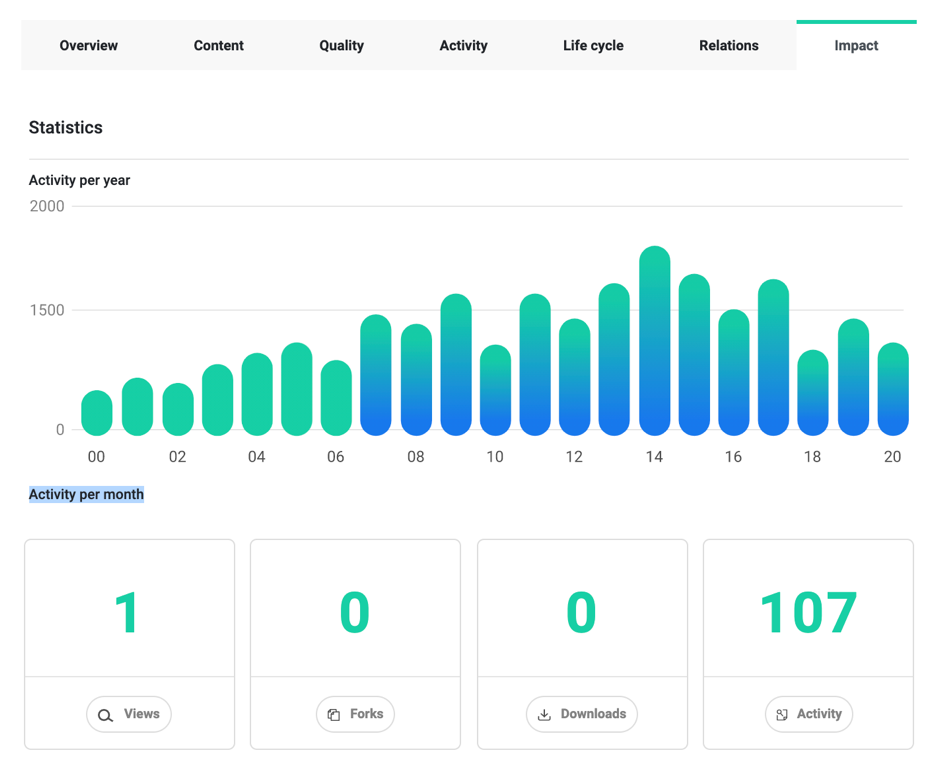 Overview Content Quality Activity Life cycle Relations Impact
Statistics
Activity per year
2000
1500
0
00 02 04 06 08 10 12 14 16 18 20
Activity per month
1 0 0 107
Views Forks Downloads Activity